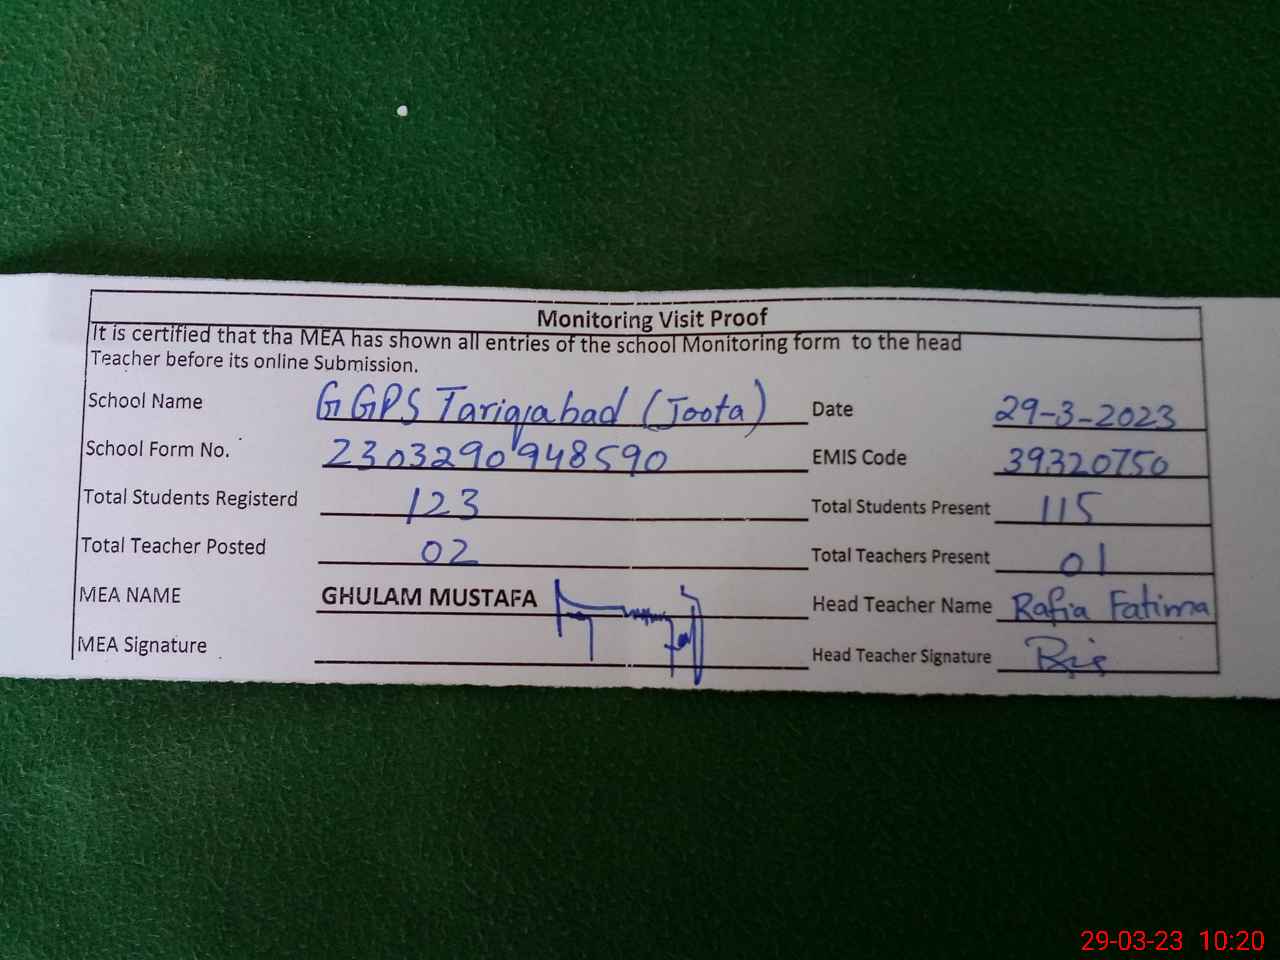 Monitoring Visit Proof
It is certified that tha MEA has shown all entries of the school Monitoring form to the head
Teacher before its online Submission.
School Name GGPS Tariqabad (Joota) Date 29-3-2023
School Form No. 2303290948590 EMIS Code 39320750
Total Students Registerd 123 Total Students Present 115
Total Teacher Posted 02 Total Teachers Present 01
MEA NAME GHULAM MUSTAFA Head Teacher Name Rafia Fatima
MEA Signature Head Teacher Signature
29-03-23 10:20